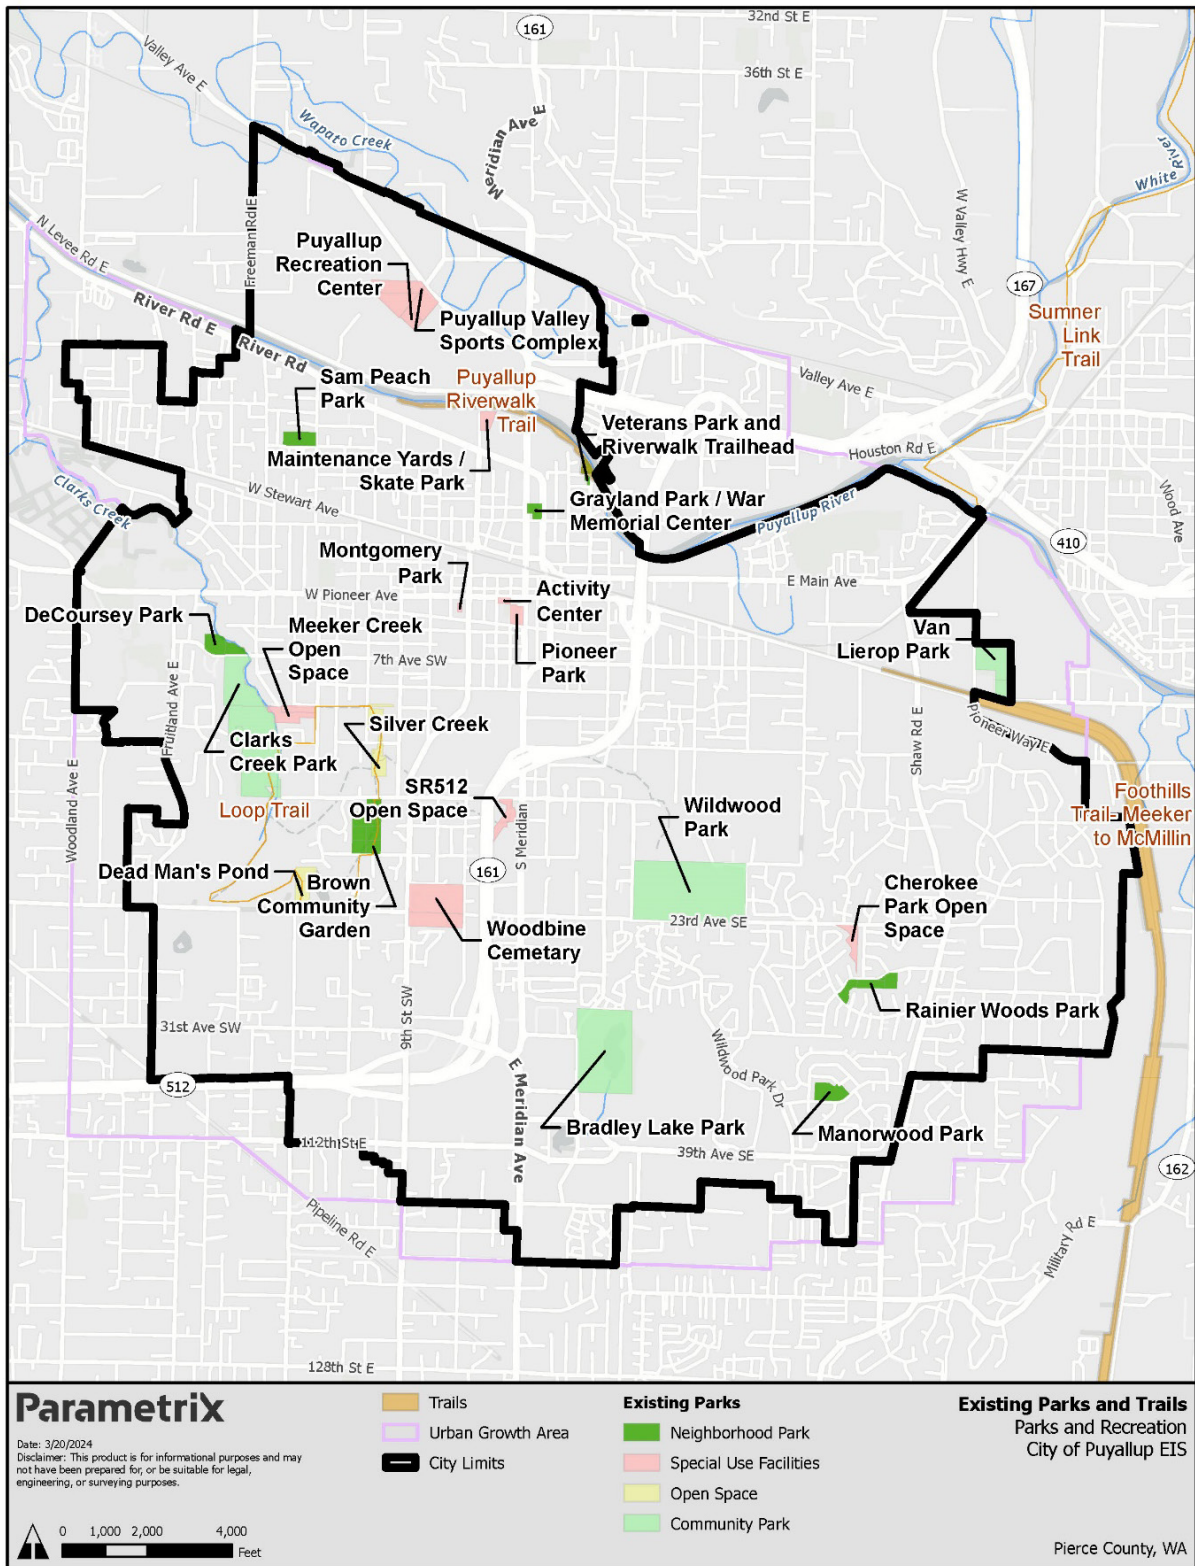 32nd St E
161
Valley Ave E
36th St E
Wapato Creek
Meridian Ave E
White River
W Valley Hwy E
N Levee Rd E
Freeman Rd E
Puyallup
Recreation
Center
167
River Rd E
Puyallup Valley
Sports Complex
Sumner
Link
Trail
River Rd
Sam Peach
Park
Puyallup
Riverwalk
Trail
Valley Ave E
Veterans Park and
Riverwalk Trailhead
Houston Rd E
Maintenance Yards /
Skate Park
Clarks Creek
W Stewart Ave
Grayland Park / War
Memorial Center
Puyallup River
Wood Ave
410
Montgomery
Park
E Main Ave
W Pioneer Ave
Activity
Center
DeCoursey Park
Meeker Creek
Open
Space
Van
Lierop Park
7th Ave SW
Pioneer
Park
Fruitland Ave E
Silver Creek
Pioneer Way E
Shaw Rd E
Clarks
Creek Park
SR512
Open Space
Wildwood
Park
Foothills
Trail- Meeker
to McMillin
Loop Trail
Woodland Ave E
S Meridian
161
Dead Man's Pond
Brown
Community
Garden
Cherokee
Park Open
Space
23rd Ave SE
Woodbine
Cemetary
9th St SW
Rainier Woods Park
31st Ave SW
Wildwood Park Dr
512
E Meridian Ave
Bradley Lake Park
Manorwood Park
112th St E
39th Ave SE
162
Pipeline Rd E
Military Rd E
128th St E
Parametrix
Date: 3/20/2024
Disclaimer: This product is for informational purposes and may
not have been prepared for, or be suitable for legal,
engineering, or surveying purposes.
0 1,000 2,000 4,000
Feet
Trails
Urban Growth Area
City Limits
Existing Parks
Neighborhood Park
Special Use Facilities
Open Space
Community Park
Existing Parks and Trails
Parks and Recreation
City of Puyallup EIS
Pierce County, WA